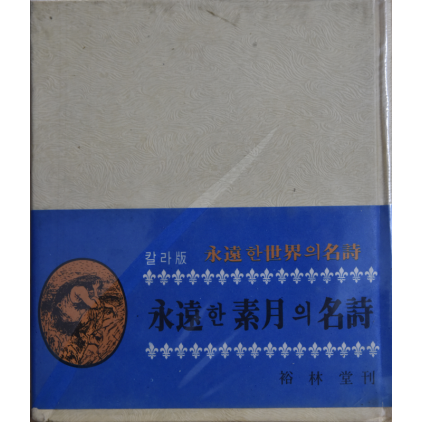 칼라版 永遠한世界의名詩
永遠한 素月의 名詩
裕林堂刊